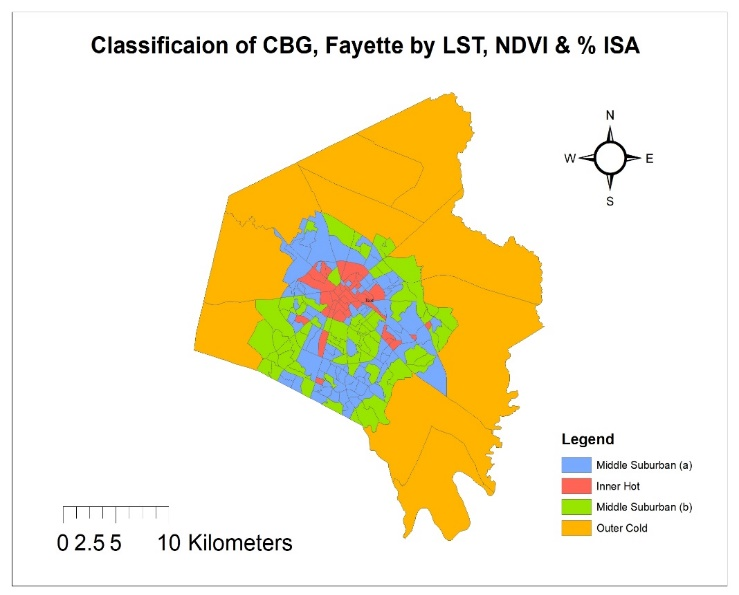 Classificaion of CBG, Fayette by LST, NDVI & % ISA
N
W E
S
Legend
Middle Suburban (a)
Inner Hot
Middle Suburban (b)
Outer Cold
0 2.5 5 10 Kilometers